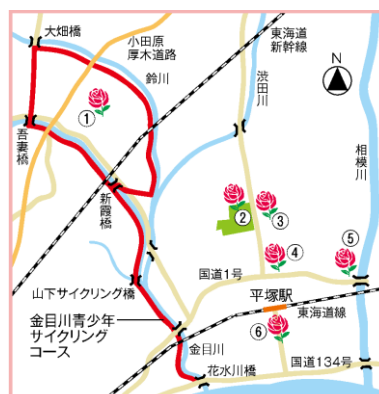 大畑橋
小田原
厚木道路
鈴川
東海道
新幹線
渋田川
N
相模川
①
吾妻橋
新霞橋
②
③
④
⑤
国道1号
山下サイクリング橋
平塚駅
東海道線
金目川青少年
サイクリング
コース
⑥
金目川
花水川橋
国道134号